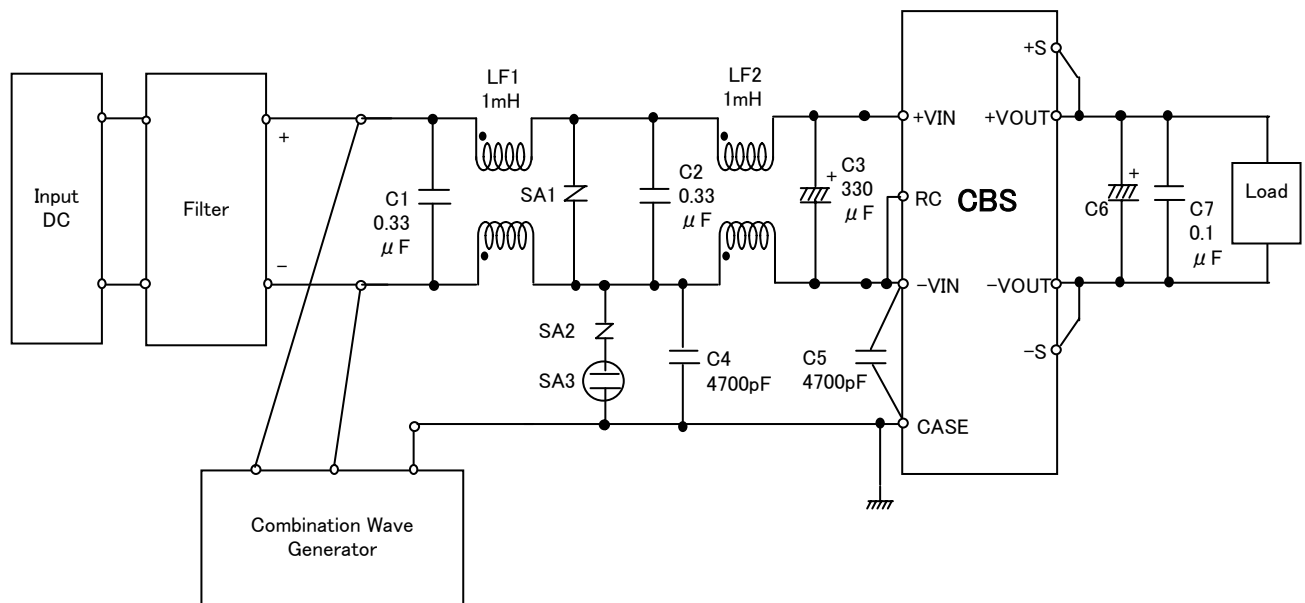 Input
DC
Filter
+
−
LF1
1mH
LF2
1mH
C1
0.33
μF
SA1
C2
0.33
μF
+
C3
330
μF
SA2
SA3
C4
4700pF
C5
4700pF
+VIN
RC
-VIN
CASE
CBS
+S
+VOUT
-VOUT
-S
+
C6
C7
0.1
μF
Load
Combination Wave
Generator